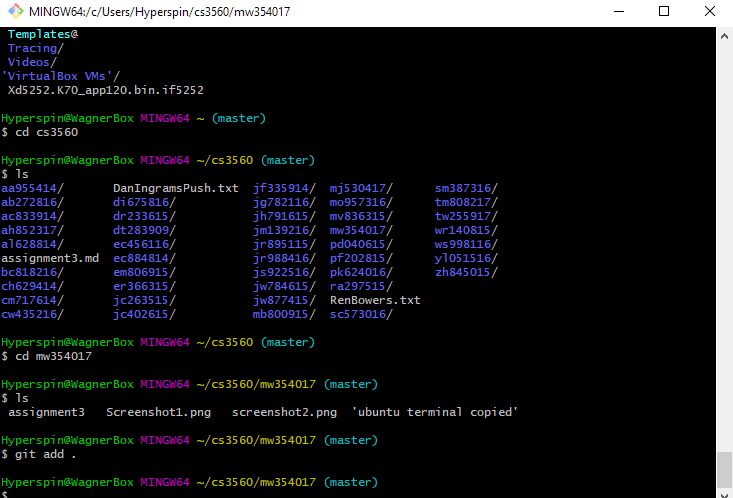 MINGW64:/c/Users/Hyperspin/cs3560/mw354017
Templates@
Tracing/
Videos/
'VirtualBox VMs'/
Xd5252.K70_app120.bin.if5252
Hyperspin@WagnerBox MINGW64 ~ (master)
$ cd cs3560
Hyperspin@WagnerBox MINGW64 ~/cs3560 (master)
$ ls
aa955414/ DanIngramsPush.txt jf335914/ mj530417/ sm387316/
ab272816/ di675816/ jg782116/ mo957316/ tm808217/
ac833914/ dr233615/ jh791615/ mv836315/ tw255917/
ah852317/ dt283909/ jm139216/ mw354017/ wr140815/
al628814/ ec456116/ jr895115/ pd040615/ ws998116/
assignment3.md ec884814/ jr988416/ pf202815/ yl051516/
bc818216/ em806915/ js922516/ pk624016/ zh845015/
ch629414/ er366315/ jw784615/ ra297515/
cm717614/ jc263515/ jw877415/ RenBowers.txt
cw435216/ jc402615/ mb800915/ sc573016/
Hyperspin@WagnerBox MINGW64 ~/cs3560 (master)
$ cd mw354017
Hyperspin@WagnerBox MINGW64 ~/cs3560/mw354017 (master)
$ ls
assignment3 Screenshot1.png screenshot2.png 'ubuntu terminal copied'
Hyperspin@WagnerBox MINGW64 ~/cs3560/mw354017 (master)
$ git add .
Hyperspin@WagnerBox MINGW64 ~/cs3560/mw354017 (master)
$